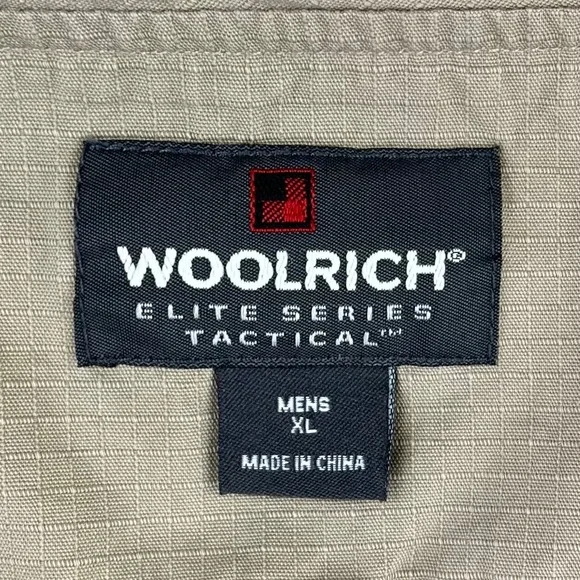 WOOLRICH®
ELITE SERIES
TACTICAL™
MENS
XL
MADE IN CHINA